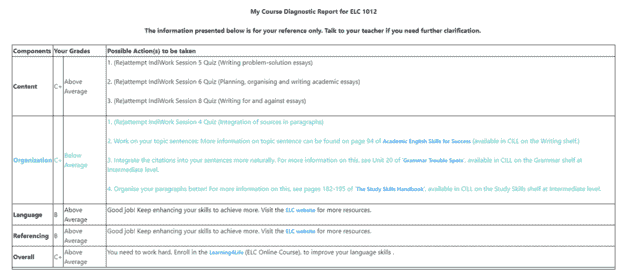 My Course Diagnostic Report for ELC 1012
The information presented below is for your reference only. Talk to your teacher if you need further clarification.
Components Your Grades Possible Action(s) to be taken
Content C+ Above Average
1. (Re)attempt IndiWork Session 5 Quiz (Writing problem-solution essays)
2. (Re)attempt IndiWork Session 6 Quiz (Planning, organising and writing academic essays)
3. (Re)attempt IndiWork Session 8 Quiz (Writing for and against essays)
Organization C+ Below Average
1. (Re)attempt IndiWork Session 4 Quiz (Integration of sources in paragraphs)
2. Work on your topic sentences: More information on topic sentence can be found on page 94 of Academic English Skills for Success (available in CILL on the Writing shelf.)
3. Integrate the citations into your sentences more naturally. For more information on this, see Unit 20 of 'Grammar Trouble Spots', available in CILL on the Grammar shelf at Intermediate level.
4. Organise your paragraphs better! For more information on this, see pages 182-185 of 'The Study Skills Handbook', available in CILL on the Study Skills shelf at Intermediate level.
Language B Above Average Good job! Keep enhancing your skills to achieve more. Visit the ELC website for more resources.
Referencing B Above Average Good job! Keep enhancing your skills to achieve more. Visit the ELC website for more resources.
Overall C+ Above Average You need to work hard. Enroll in the Learning4Life (ELC Online Course), to improve your language skills .